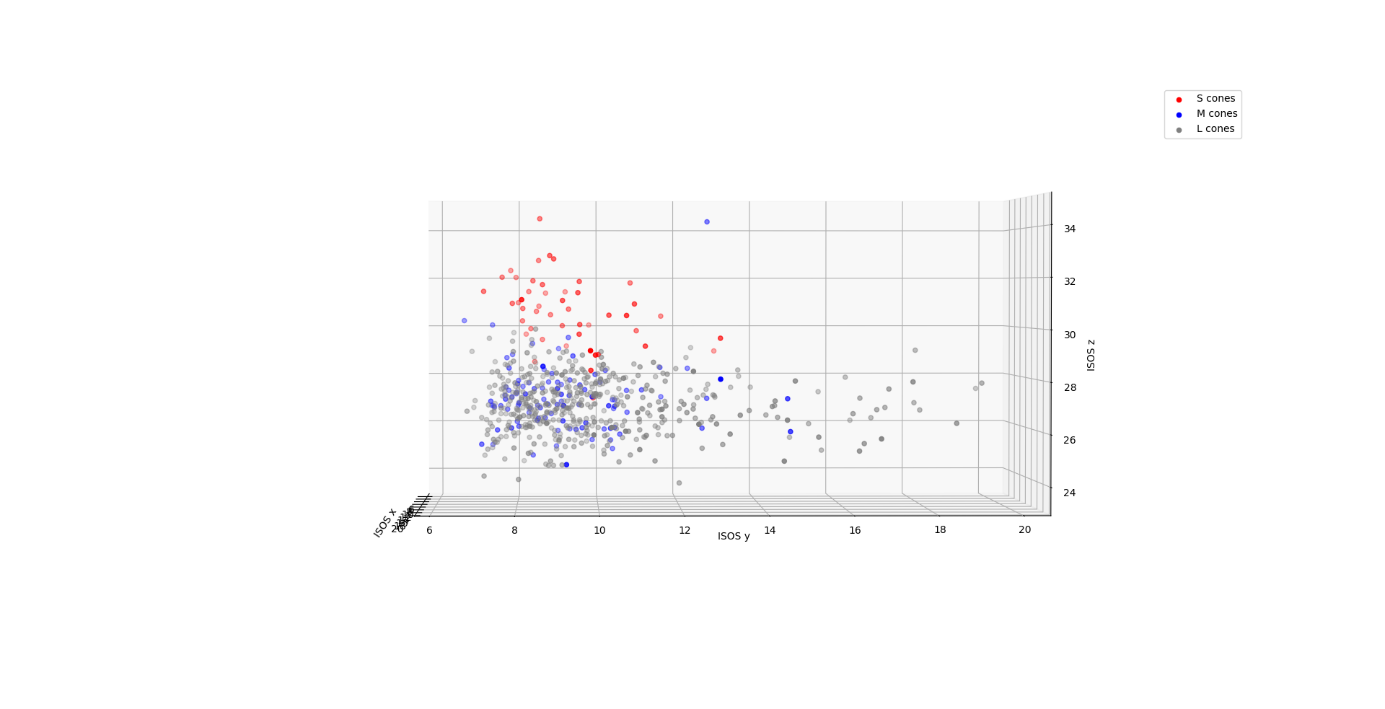 S cones
M cones
L cones
34
32
30
28
26
24
ISOS z
ISOS x
6 8 10 12 14 16 18 20
ISOS y